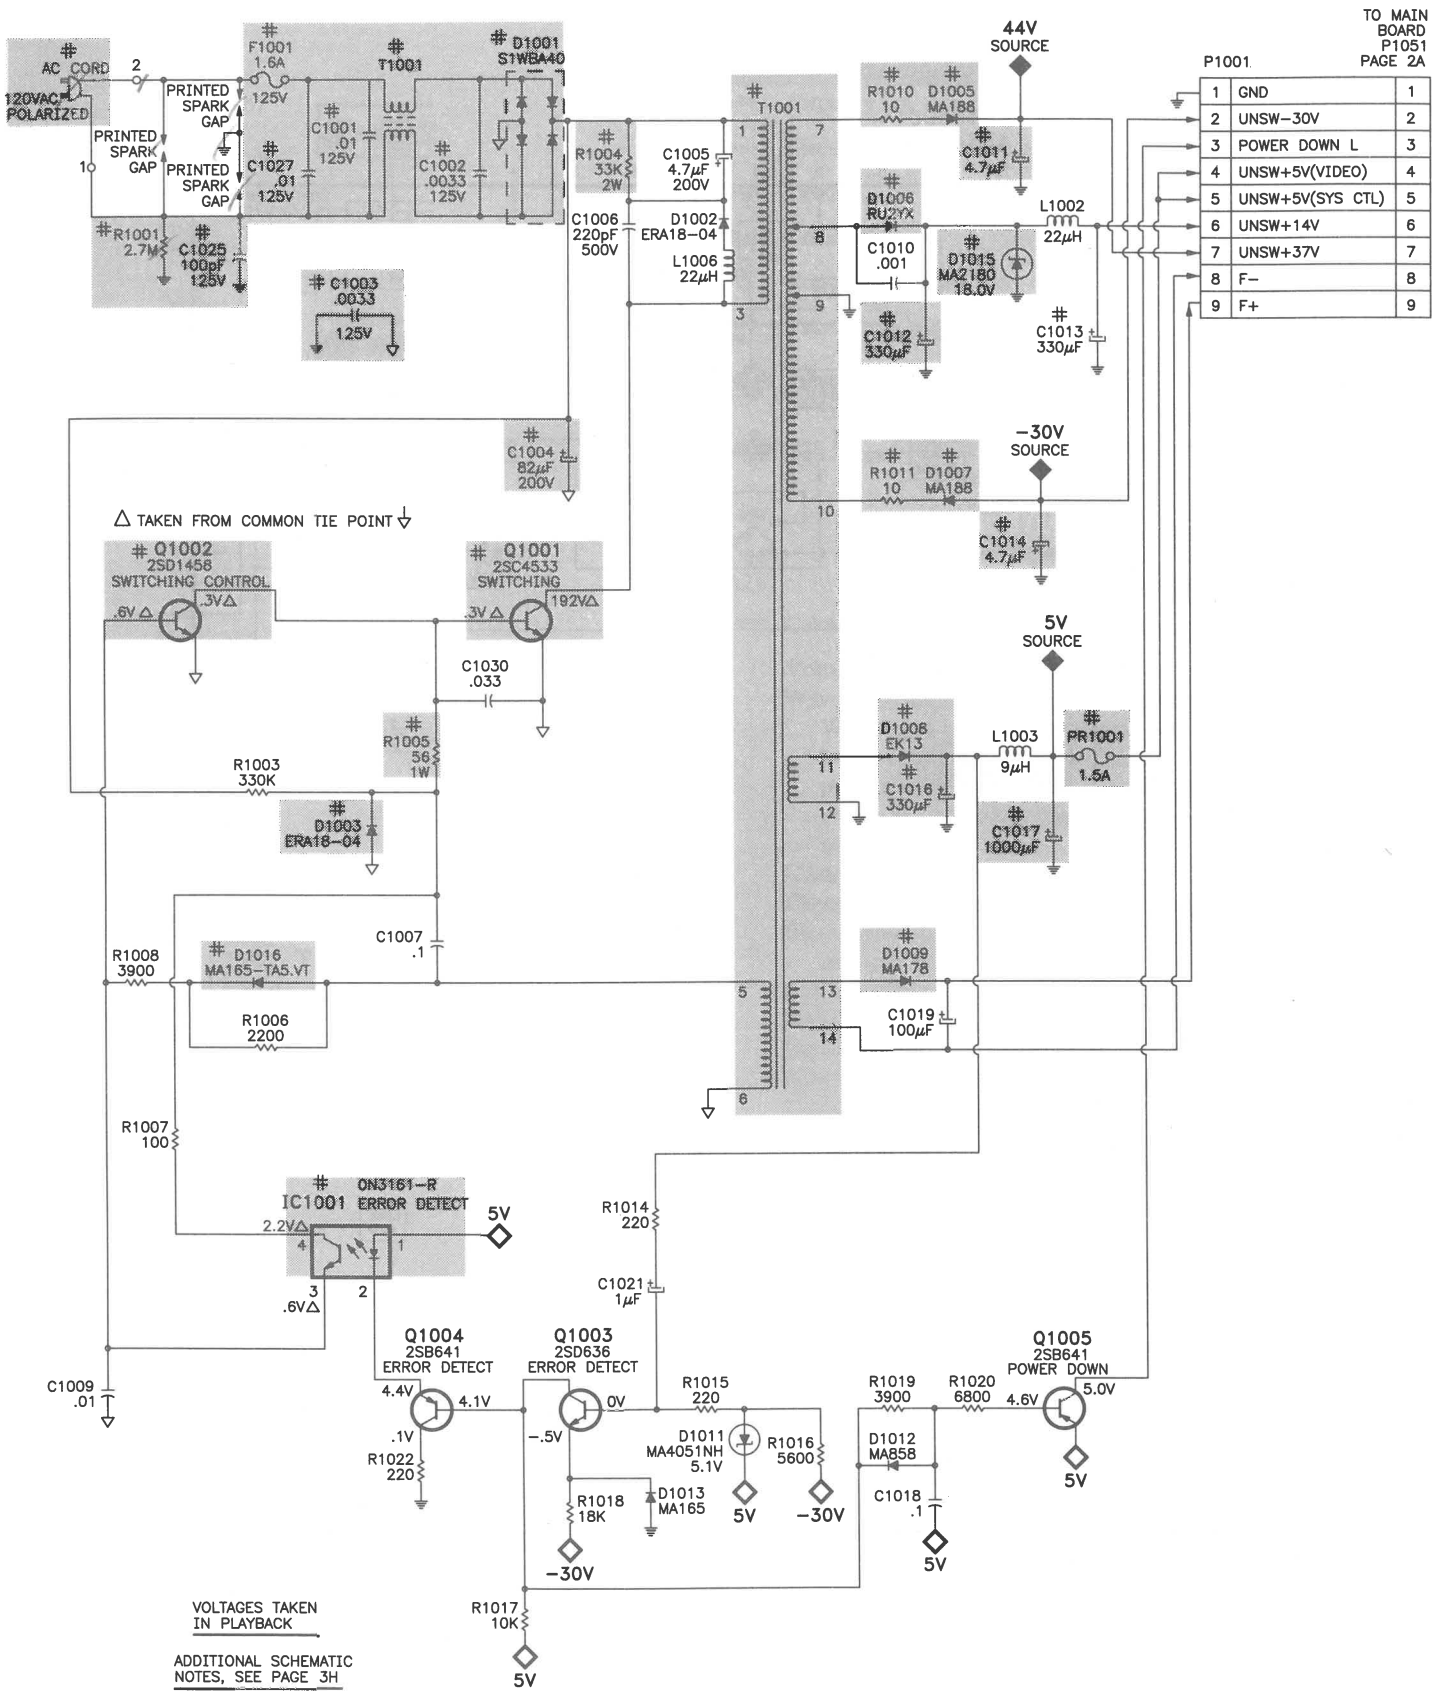 #
AC CORD
120VAC
POLARIZED
2
1
PRINTED
SPARK
GAP
PRINTED
SPARK
GAP
PRINTED
SPARK
GAP
#
F1001
1.6A
125V
#
T1001
#
D1001
S1WBA40
#
C1001
.01
125V
#
C1027
.01
125V
#
C1002
.0033
125V
# R1001
2.7M
#
C1025
100pF
125V
# C1003
.0033
125V
#
R1004
33K
2W
C1005
4.7µF
200V
+
C1006
220pF
500V
D1002
ERA18-04
L1006
22µH
#
T1001
1
3
5
6
7
8
9
10
11
12
13
14
#
R1010
10
#
D1005
MA188
44V
SOURCE
#
C1011
4.7µF
+
#
D1006
RU2YX
C1010
.001
#
D1015
MA2180
18.0V
L1002
22µH
#
C1012
330µF
+
#
C1013
330µF
+
TO MAIN
BOARD
P1051
PAGE 2A
P1001
1 GND 1
2 UNSW-30V 2
3 POWER DOWN L 3
4 UNSW+5V(VIDEO) 4
5 UNSW+5V(SYS CTL) 5
6 UNSW+14V 6
7 UNSW+37V 7
8 F- 8
9 F+ 9
#
C1004
82µF
200V
+
#
R1011
10
#
D1007
MA188
-30V
SOURCE
#
C1014
4.7µF
+
△ TAKEN FROM COMMON TIE POINT
# Q1002
2SD1458
SWITCHING CONTROL
.6V△
.3V△
# Q1001
2SC4533
SWITCHING
.3V△
192V△
C1030
.033
#
R1005
56
1W
R1003
330K
#
D1003
ERA18-04
5V
SOURCE
#
D1008
EK13
#
C1016
330µF
+
L1003
9µH
#
PR1001
1.5A
#
C1017
1000µF
+
C1007
.1
R1008
3900
# D1016
MA165-TA5.VT
R1006
2200
#
D1009
MA178
C1019
100µF
+
R1007
100
#
ON3161-R
IC1001 ERROR DETECT
2.2V△
4
1
3
2
.6V△
5V
R1014
220
C1021
1µF
+
Q1004
2SB641
ERROR DETECT
4.4V
4.1V
.1V
R1022
220
Q1003
2SD636
ERROR DETECT
0V
-.5V
R1018
18K
-30V
D1013
MA165
R1015
220
D1011
MA4051NH
5.1V
5V
R1016
5600
-30V
Q1005
2SB641
POWER DOWN
5.0V
4.6V
5V
R1019
3900
R1020
6800
D1012
MA858
C1018
.1
5V
C1009
.01
R1017
10K
5V
VOLTAGES TAKEN
IN PLAYBACK
ADDITIONAL SCHEMATIC
NOTES, SEE PAGE 3H